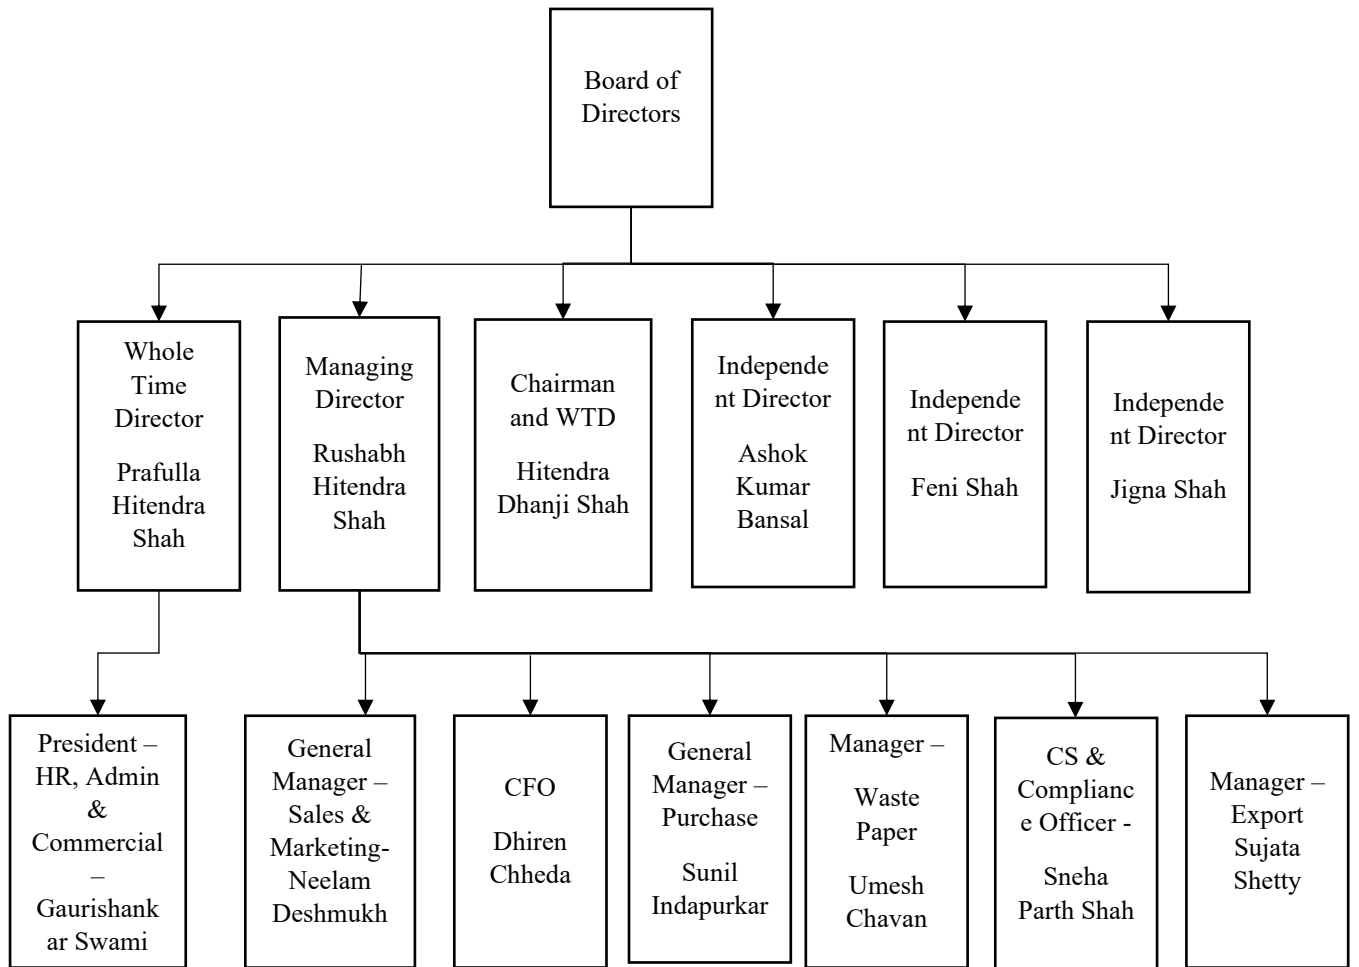 Board of
Directors
Whole
Time
Director
Prafulla
Hitendra
Shah
Managing
Director
Rushabh
Hitendra
Shah
Chairman
and WTD
Hitendra
Dhanji Shah
Independe
nt Director
Ashok
Kumar
Bansal
Independe
nt Director
Feni Shah
Independe
nt Director
Jigna Shah
President –
HR, Admin
&
Commercial
–
Gaurishank
ar Swami
General
Manager –
Sales &
Marketing-
Neelam
Deshmukh
CFO
Dhiren
Chheda
General
Manager –
Purchase
Sunil
Indapurkar
Manager –
Waste
Paper
Umesh
Chavan
CS &
Complianc
e Officer -
Sneha
Parth Shah
Manager –
Export
Sujata
Shetty